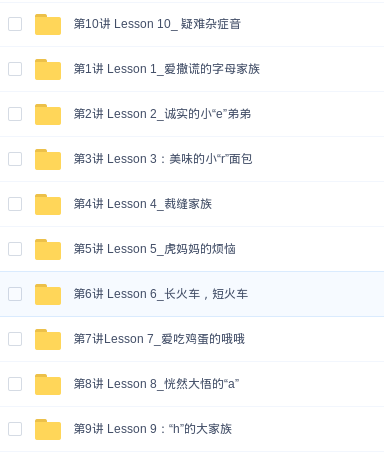 第10讲 Lesson 10_ 疑难杂症音
第1讲 Lesson 1_爱撒谎的字母家族
第2讲 Lesson 2_诚实的小“e”弟弟
第3讲 Lesson 3：美味的小“r”面包
第4讲 Lesson 4_裁缝家族
第5讲 Lesson 5_虎妈妈的烦恼
第6讲 Lesson 6_长火车，短火车
第7讲Lesson 7_爱吃鸡蛋的哦哦
第8讲 Lesson 8_恍然大悟的“a”
第9讲 Lesson 9：“h”的大家族